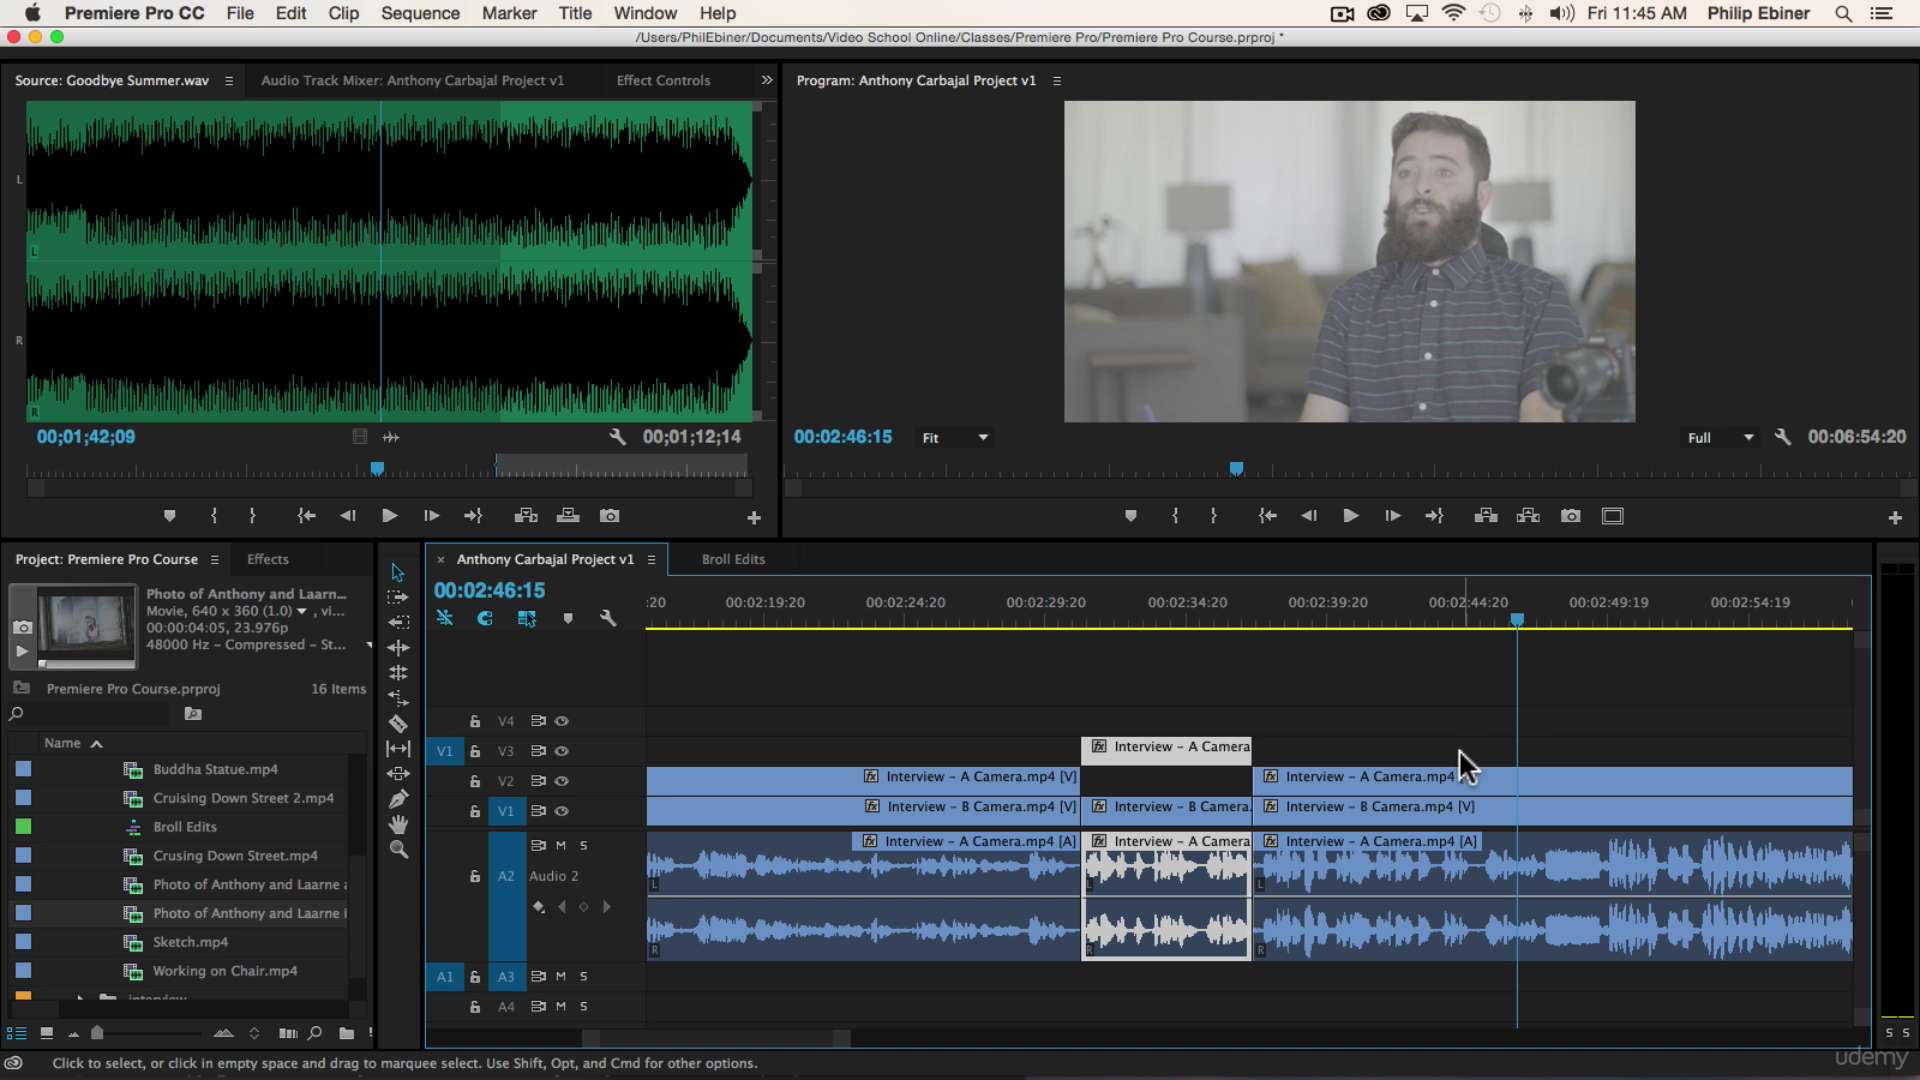 Premiere Pro CC File Edit Clip Sequence Marker Title Window Help Fri 11:45 AM Philip Ebiner
/Users/PhilEbiner/Documents/Video School Online/Classes/Premiere Pro/Premiere Pro Course.prproj *
Source: Goodbye Summer.wav Audio Track Mixer: Anthony Carbajal Project v1 Effect Controls
Program: Anthony Carbajal Project v1
L
L
R
R
00;01;42;09 00;01;12;14
00:02:46:15 Fit Full 00:06:54:20
Project: Premiere Pro Course Effects
Photo of Anthony and Laarn...
Movie, 640 x 360 (1.0) , vi...
00:00:04:05, 23.976p
48000 Hz - Compressed - St...
Premiere Pro Course.prproj 16 Items
Name
Buddha Statue.mp4
Cruising Down Street 2.mp4
Broll Edits
Crusing Down Street.mp4
Photo of Anthony and Laarne a
Photo of Anthony and Laarne i
Sketch.mp4
Working on Chair.mp4
interview
Anthony Carbajal Project v1 Broll Edits
00:02:46:15
:20 00:02:19:20 00:02:24:20 00:02:29:20 00:02:34:20 00:02:39:20 00:02:44:20 00:02:49:19 00:02:54:19
V4
V1 V3 fx Interview - A Camera
V2 fx Interview - A Camera.mp4 [V] fx Interview - A Camera.mp4
V1 fx Interview - B Camera.mp4 [V] fx Interview - B Camera. fx Interview - B Camera.mp4 [V]
M S fx Interview - A Camera.mp4 [A] fx Interview - A Camera fx Interview - A Camera.mp4 [A]
A2 Audio 2
L L L
R R R
A1 A3 M S
A4 M S
S S
Click to select, or click in empty space and drag to marquee select. Use Shift, Opt, and Cmd for other options.
udemy